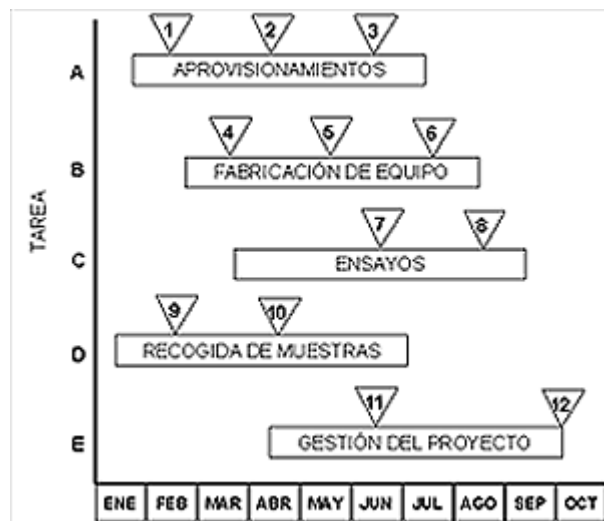 1 2 3
A APROVISIONAMIENTOS
4 5 6
B FABRICACIÓN DE EQUIPO
7 8
C ENSAYOS
9 10
D RECOGIDA DE MUESTRAS
11 12
E GESTIÓN DEL PROYECTO
TAREA
ENE FEB MAR ABR MAY JUN JUL AGO SEP OCT